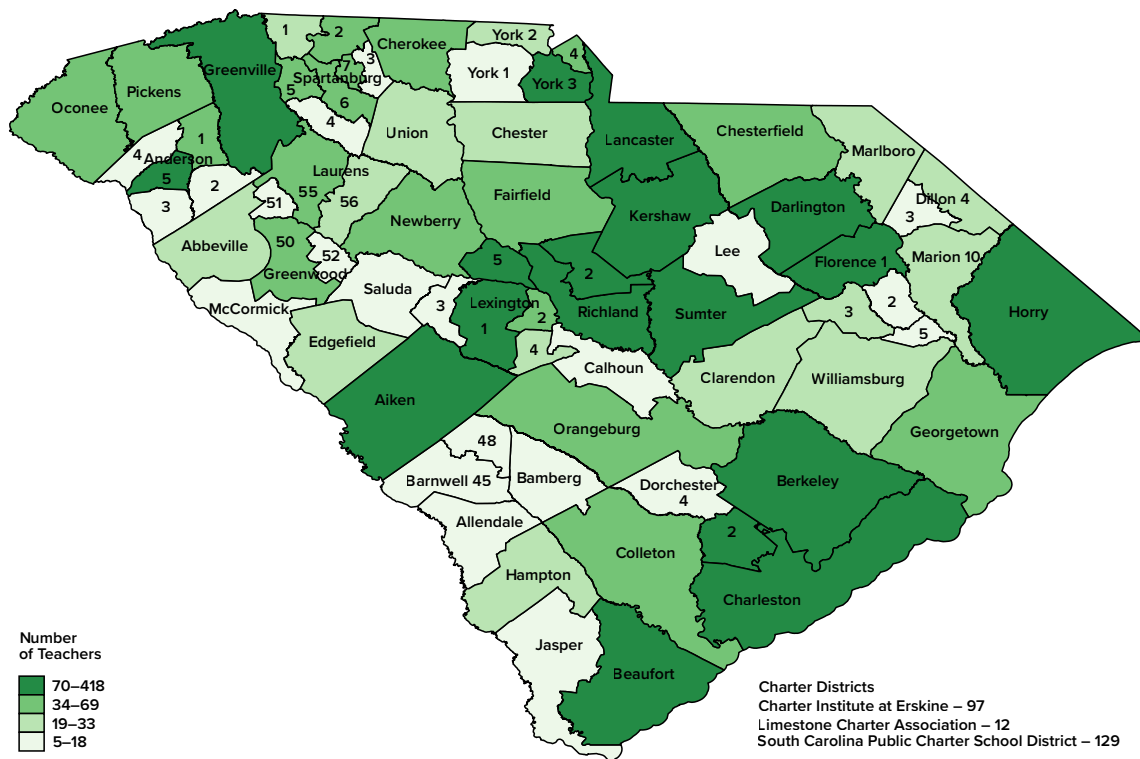 1
2
Cherokee
York 2
3
4
7
Greenville
Spartanburg
York 1
York 3
Pickens
5
Oconee
6
4
Union
Chester
Lancaster
Chesterfield
Marlboro
1
4
Anderson
5
Laurens
2
55
51
56
3
Fairfield
Newberry
Kershaw
Darlington
Dillon 4
3
Abbeville
50
52
Greenwood
5
2
Lee
Florence 1
Marion 10
Saluda
McCormick
3
Lexington
1
2
Richland
Sumter
3
2
5
Horry
Edgefield
4
Calhoun
Clarendon
Williamsburg
Aiken
Orangeburg
Georgetown
48
Barnwell 45
Bamberg
Dorchester
4
Berkeley
Allendale
2
Colleton
Hampton
Charleston
Jasper
Beaufort
Number
of Teachers
70–418
34–69
19–33
5–18
Charter Districts
Charter Institute at Erskine – 97
Limestone Charter Association – 12
South Carolina Public Charter School District – 129